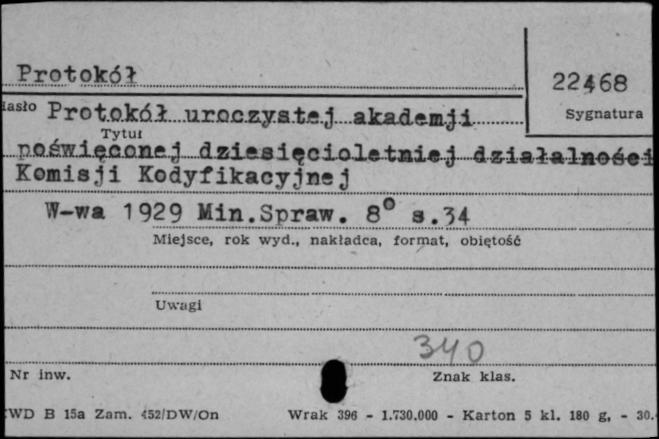 Protokół
22468
Sygnatura
Protokół uroczystej akademji
Tytuł
poświęconej dziesięcioletniej działalności
Komisji Kodyfikacyjnej
W-wa 1929 Min.Spraw. 8° s.34
Miejsce, rok wyd., nakładca, format, obiętość
Uwagi
340
Nr inw.
Znak klas.
WD B 15a Zam. 452/DW/On Wrak 396 - 1.730.000 - Karton 5 kl. 180 g, - 30.